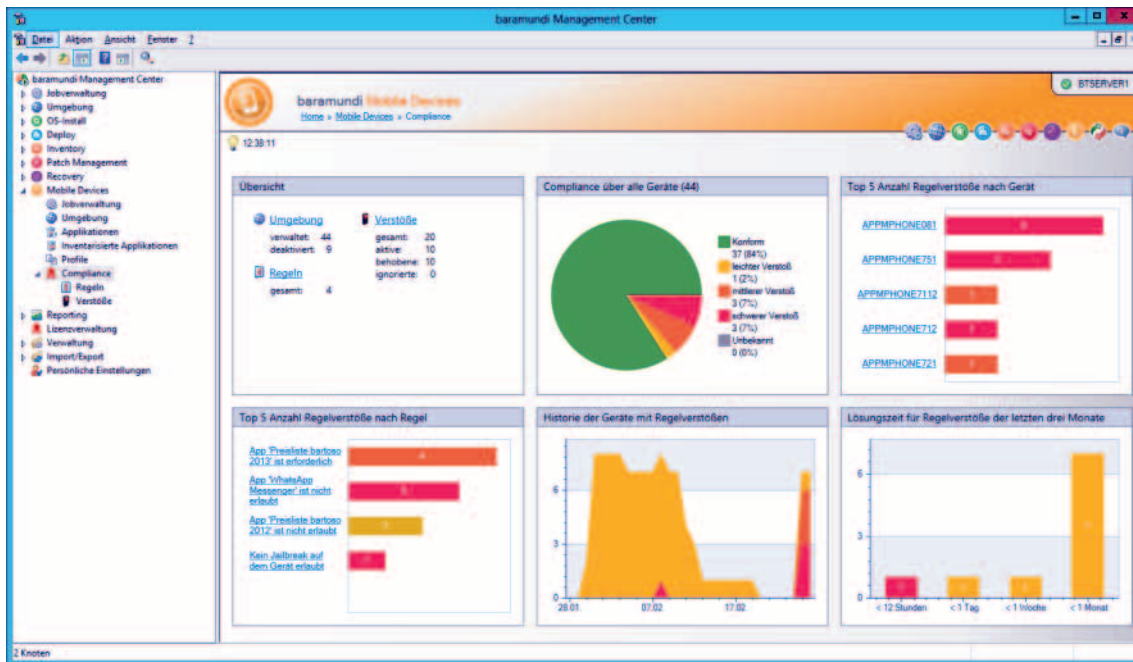 baramundi Management Center
Datei Aktion Ansicht Fenster ?
baramundi Management Center
Jobverwaltung
Umgebung
OS-Install
Deploy
Inventory
Patch Management
Recovery
Mobile Devices
Jobverwaltung
Umgebung
Applikationen
Inventarisierte Applikationen
Profile
Compliance
Regeln
Verstöße
Reporting
Lizenzverwaltung
Verwaltung
Import/Export
Persönliche Einstellungen
baramundi Mobile Devices
Home » Mobile Devices » Compliance
BTSERVER1
12:38:11
Übersicht
Umgebung
verwaltet: 44
deaktiviert: 9
Regeln
gesamt: 4
Verstöße
gesamt: 20
aktive: 10
behobene: 10
ignorierte: 0
Compliance über alle Geräte (44)
Konform
37 (84%)
leichter Verstoß
1 (2%)
mittlerer Verstoß
3 (7%)
schwerer Verstoß
3 (7%)
Unbekannt
0 (0%)
Top 5 Anzahl Regelverstöße nach Gerät
APPMPHONE081
APPMPHONE751
APPMPHONE7112
APPMPHONE712
APPMPHONE721
Top 5 Anzahl Regelverstöße nach Regel
App 'Preisliste bartoso
2013' ist erforderlich
4
App 'WhatsApp
Messenger' ist nicht
erlaubt
App 'Preisliste bartoso
2012' ist nicht erlaubt
Kein Jailbreak auf
dem Gerät erlaubt
Historie der Geräte mit Regelverstößen
6
3
0
28.01. 07.02 17.02
Lösungszeit für Regelverstöße der letzten drei Monate
6
3
0
< 12 Stunden < 1 Tag < 1 Woche < 1 Monat
2 Knoten